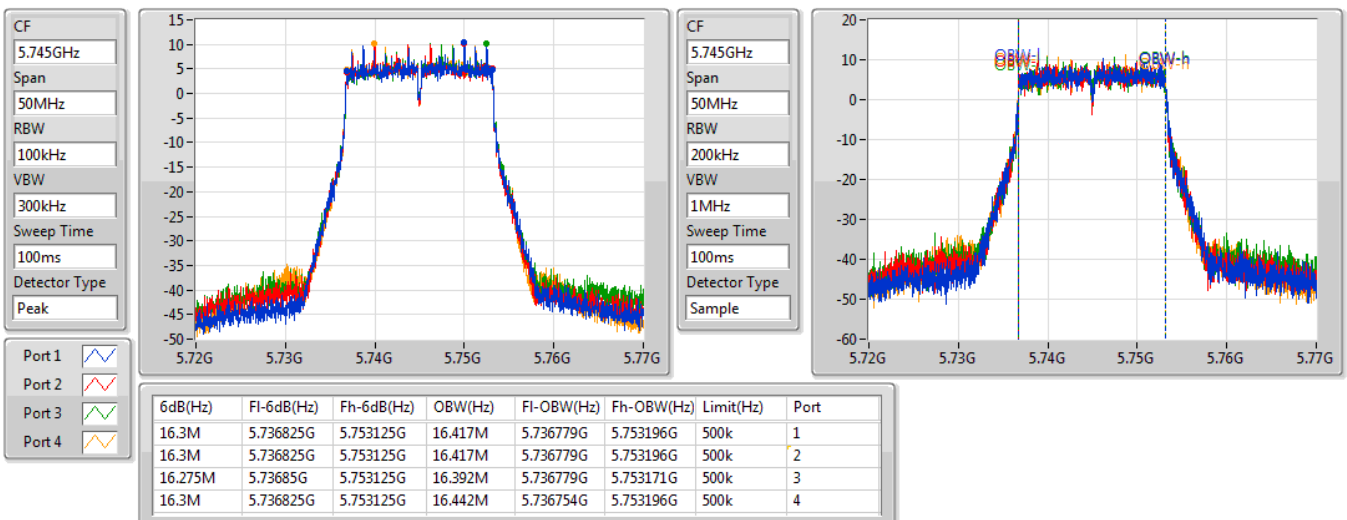 CF
5.745GHz
Span
50MHz
RBW
100kHz
VBW
300kHz
Sweep Time
100ms
Detector Type
Peak
15
10
5
0
-5
-10
-15
-20
-25
-30
-35
-40
-45
-50
5.72G 5.73G 5.74G 5.75G 5.76G 5.77G
CF
5.745GHz
Span
50MHz
RBW
200kHz
VBW
1MHz
Sweep Time
100ms
Detector Type
Sample
20
10
0
-10
-20
-30
-40
-50
-60
OBW-l OBW-h
5.72G 5.73G 5.74G 5.75G 5.76G 5.77G
Port 1
Port 2
Port 3
Port 4
6dB(Hz) Fl-6dB(Hz) Fh-6dB(Hz) OBW(Hz) Fl-OBW(Hz) Fh-OBW(Hz) Limit(Hz) Port
16.3M 5.736825G 5.753125G 16.417M 5.736779G 5.753196G 500k 1
16.3M 5.736825G 5.753125G 16.417M 5.736779G 5.753196G 500k 2
16.275M 5.73685G 5.753125G 16.392M 5.736779G 5.753171G 500k 3
16.3M 5.736825G 5.753125G 16.442M 5.736754G 5.753196G 500k 4